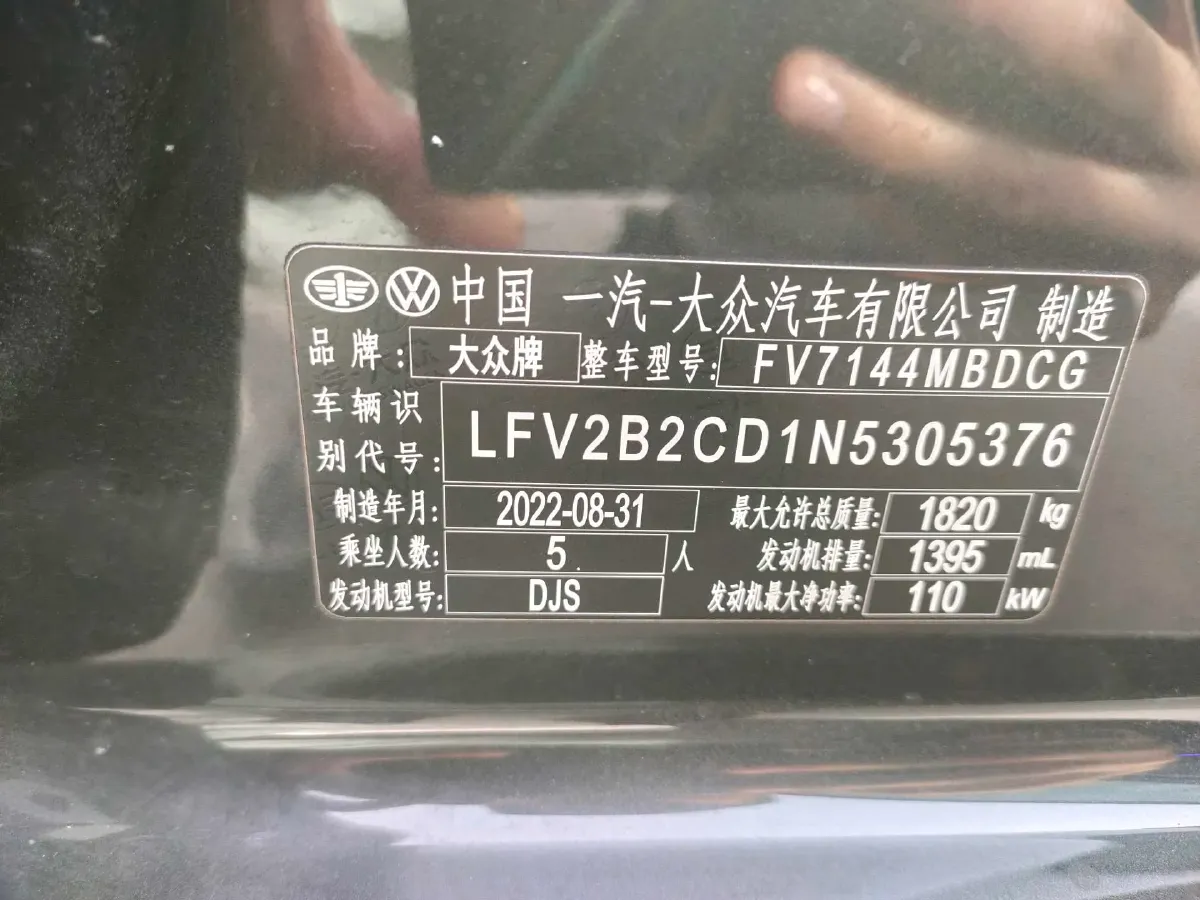 中国 一汽-大众汽车有限公司 制造
品牌: 大众牌 整车型号: FV7144MBDCG
车辆识
别代号: LFV2B2CD1N5305376
制造年月: 2022-08-31 最大允许总质量: 1820 kg
乘坐人数: 5 人 发动机排量: 1395 mL
发动机型号: DJS 发动机最大净功率: 110 kW